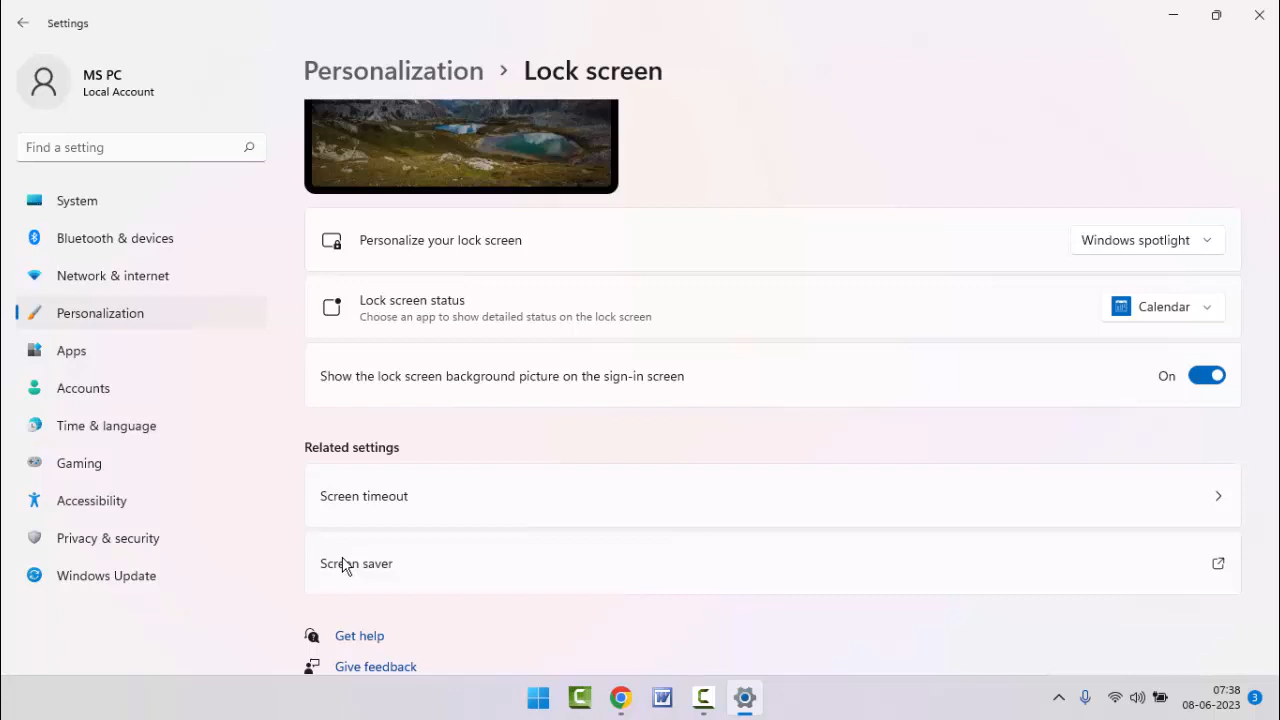 Settings
MS PC
Local Account
Find a setting
System
Bluetooth & devices
Network & internet
Personalization
Apps
Accounts
Time & language
Gaming
Accessibility
Privacy & security
Windows Update
Personalization > Lock screen
Personalize your lock screen
Windows spotlight
Lock screen status
Choose an app to show detailed status on the lock screen
Calendar
Show the lock screen background picture on the sign-in screen
On
Related settings
Screen timeout
Screen saver
Get help
Give feedback
07:38
08-06-2023
3